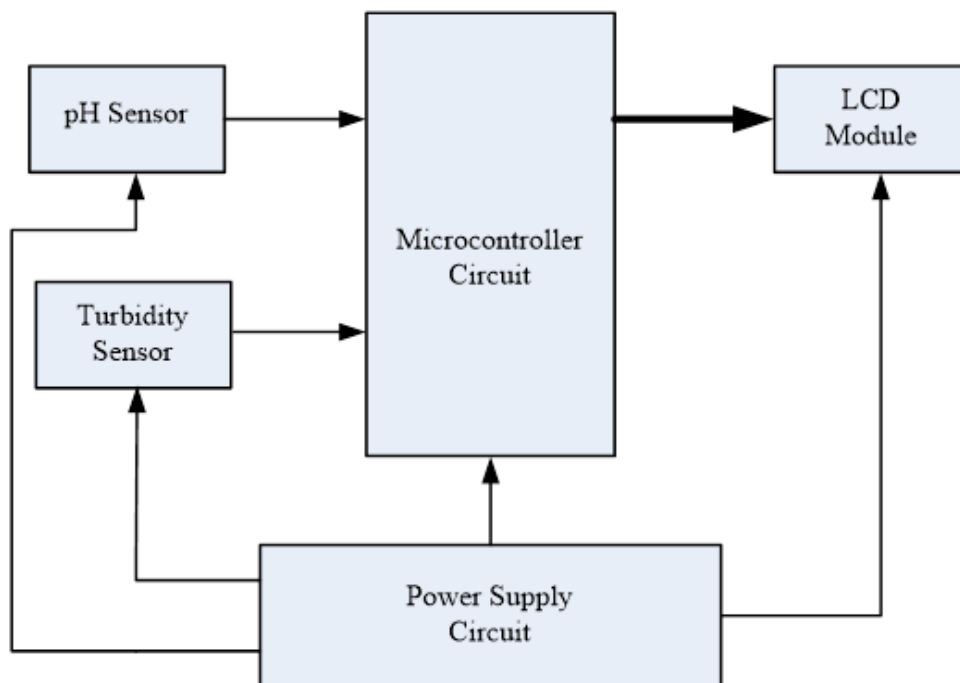 pH Sensor
LCD
Module
Microcontroller
Circuit
Turbidity
Sensor
Power Supply
Circuit